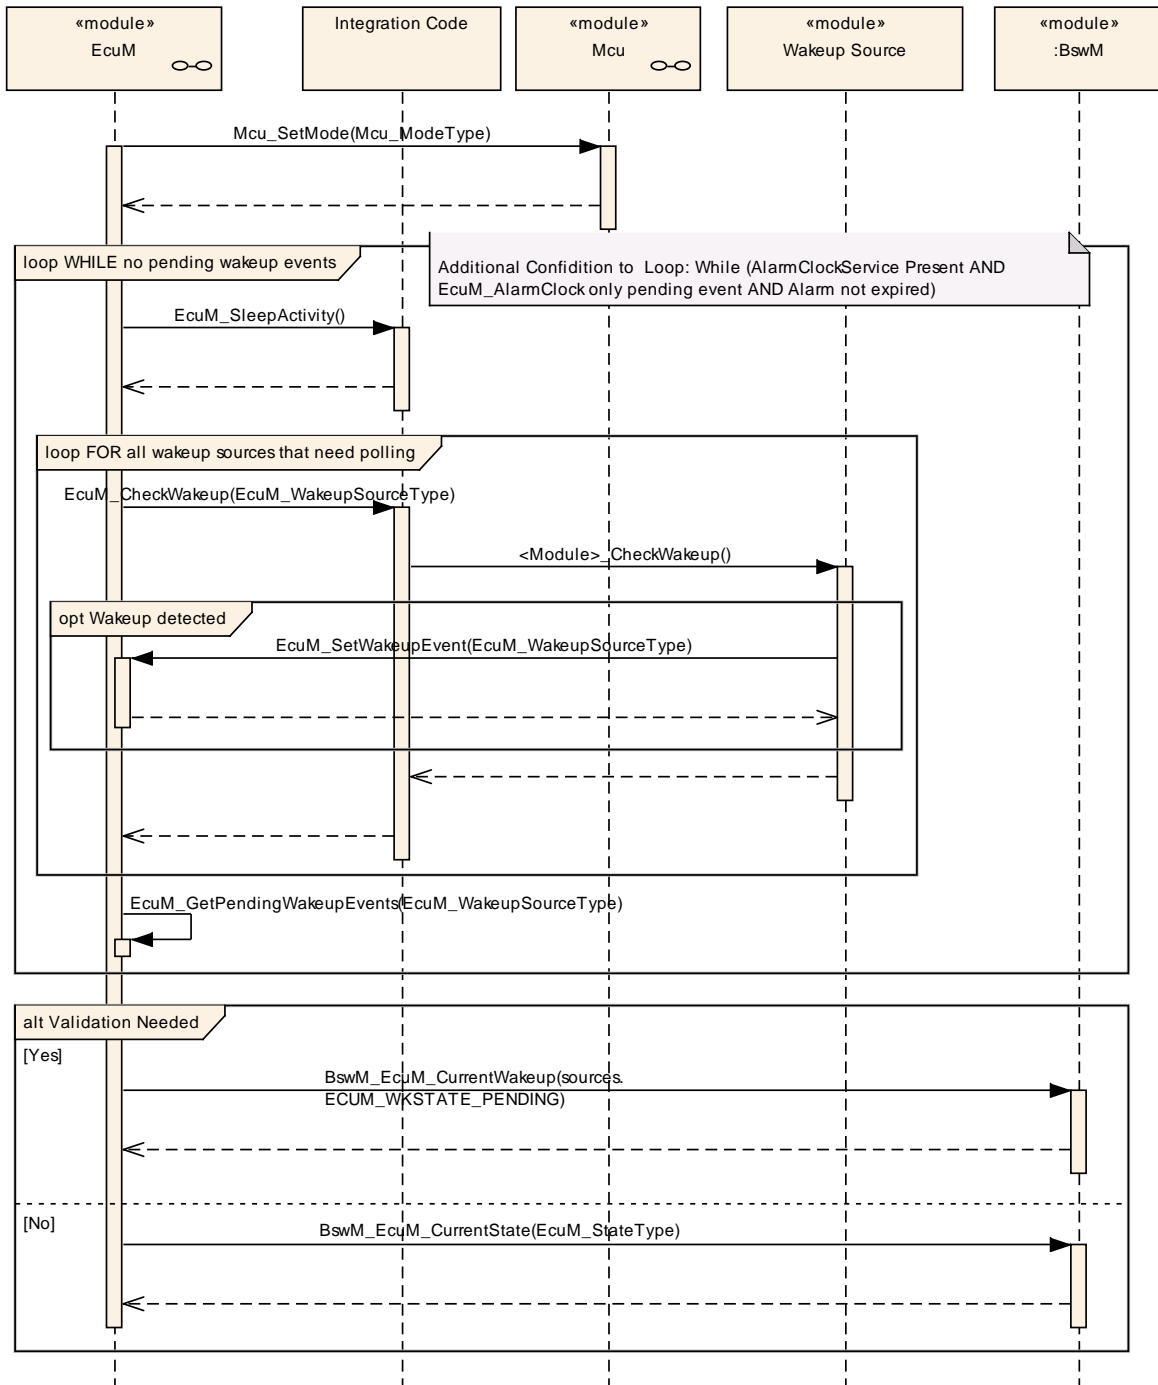 «module»
EcuM
Integration Code
«module»
Mcu
«module»
Wakeup Source
«module»
:BswM
Mcu_SetMode(Mcu_ModeType)
loop WHILE no pending wakeup events
Additional Confidition to Loop: While (AlarmClockService Present AND
EcuM_AlarmClock only pending event AND Alarm not expired)
EcuM_SleepActivity()
loop FOR all wakeup sources that need polling
EcuM_CheckWakeup(EcuM_WakeupSourceType)
<Module>_CheckWakeup()
opt Wakeup detected
EcuM_SetWakeupEvent(EcuM_WakeupSourceType)
EcuM_GetPendingWakeupEvents(EcuM_WakeupSourceType)
alt Validation Needed
[Yes]
BswM_EcuM_CurrentWakeup(sources.
ECUM_WKSTATE_PENDING)
[No]
BswM_EcuM_CurrentState(EcuM_StateType)